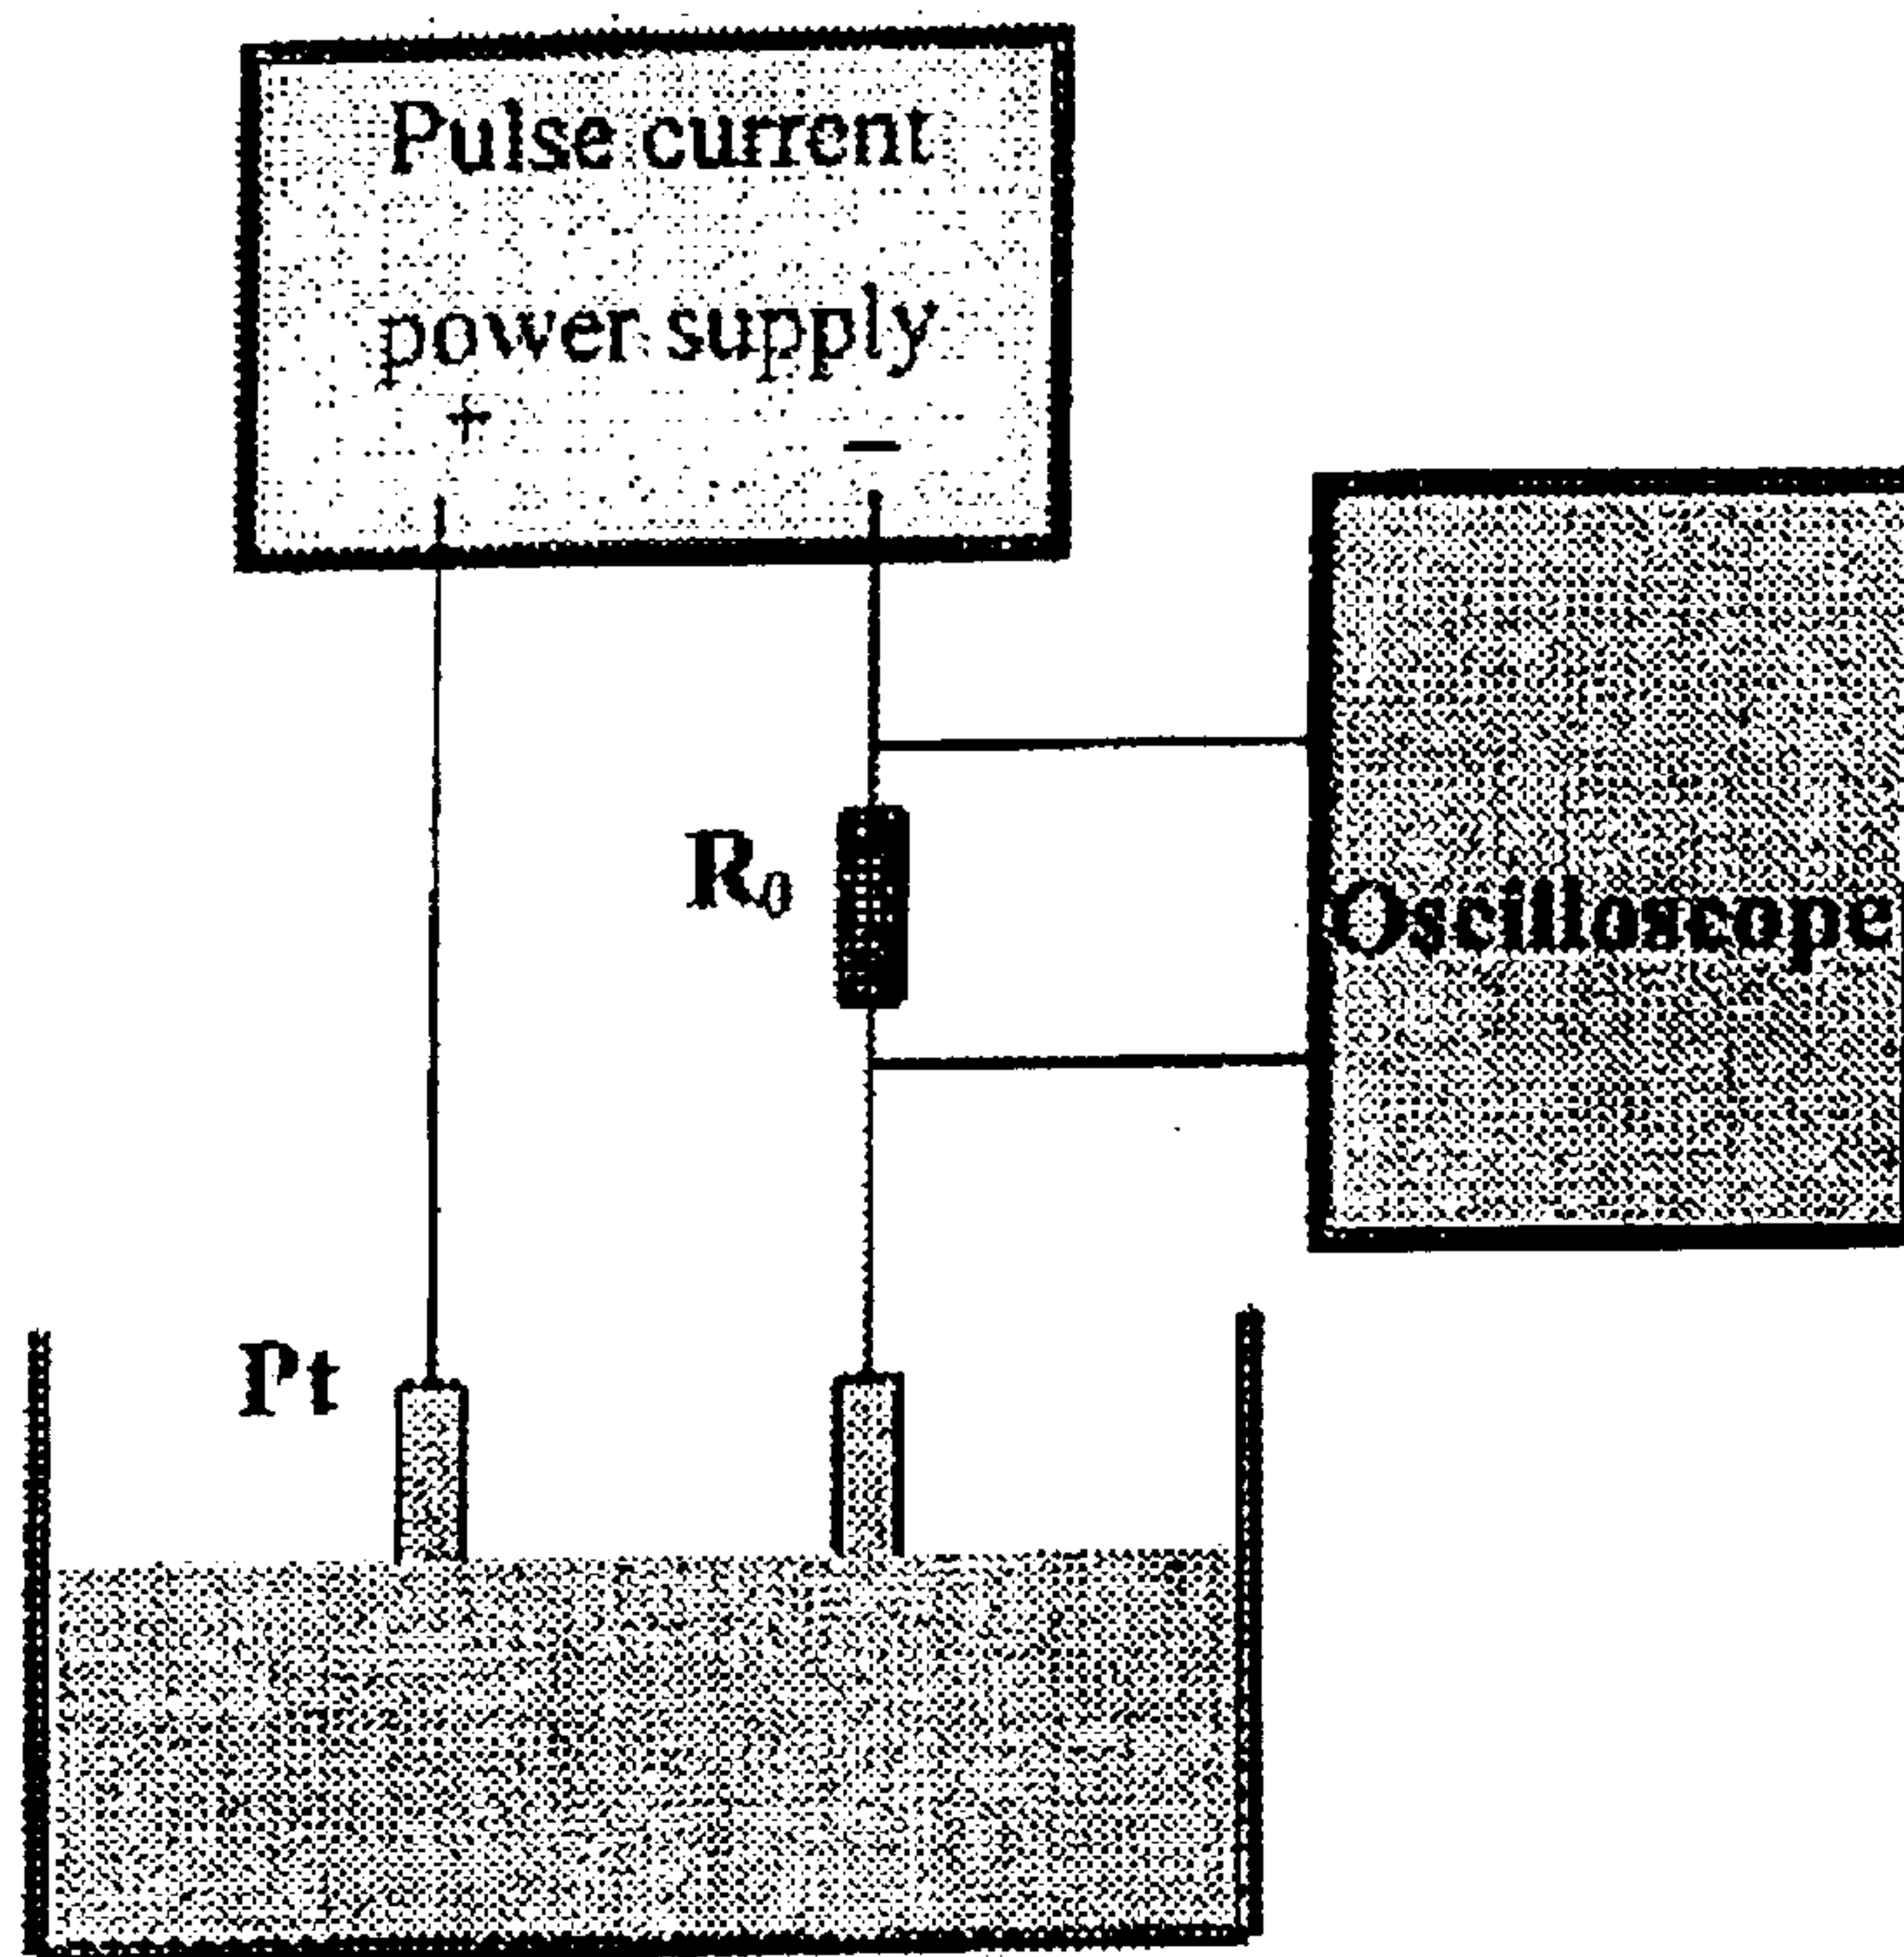 Pulse current
power supply
+
−
R₀
Oscilloscope
Pt